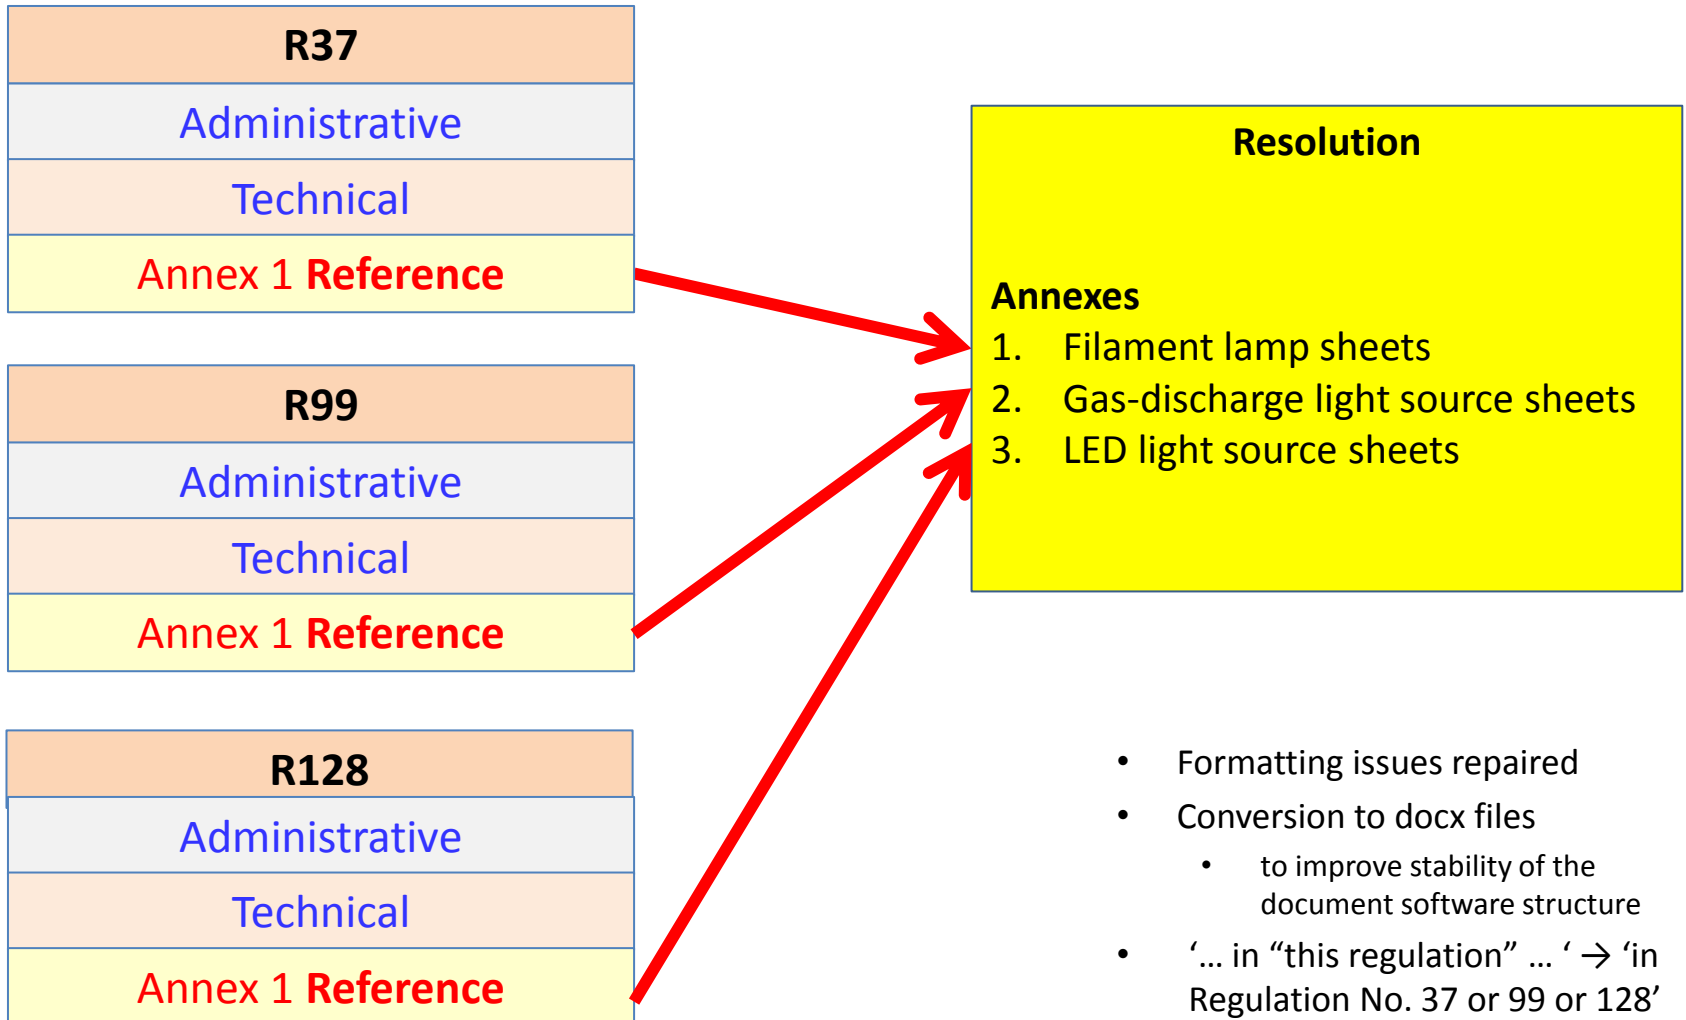 R37
Administrative
Technical
Annex 1 Reference
R99
Administrative
Technical
Annex 1 Reference
R128
Administrative
Technical
Annex 1 Reference
Resolution
Annexes
1. Filament lamp sheets
2. Gas-discharge light source sheets
3. LED light source sheets
• Formatting issues repaired
• Conversion to docx files
• to improve stability of the
document software structure
• ‘… in “this regulation” … ‘ → ‘in
Regulation No. 37 or 99 or 128’